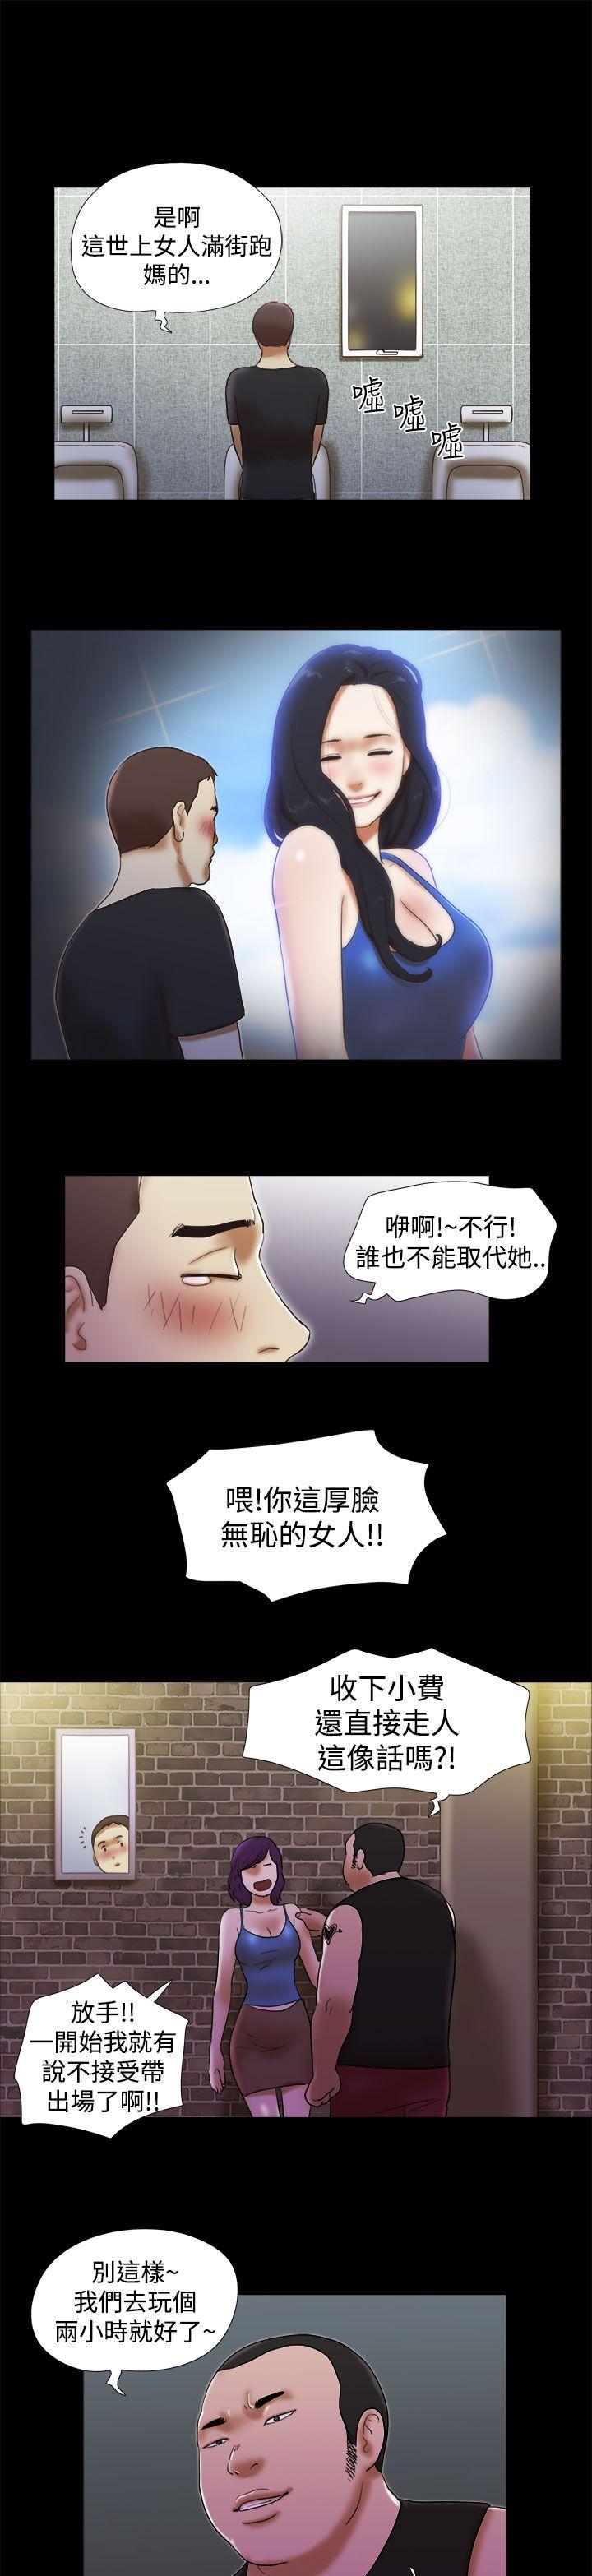 是啊
這世上女人滿街跑
媽的...
噓
噓
噓
咿啊!~不行!
誰也不能取代她..
喂!你這厚臉
無恥的女人!!
收下小費
還直接走人
這像話嗎?!
放手!!
一開始我就有
說不接受帶
出場了啊!!
別這樣~
我們去玩個
兩小時就好了~